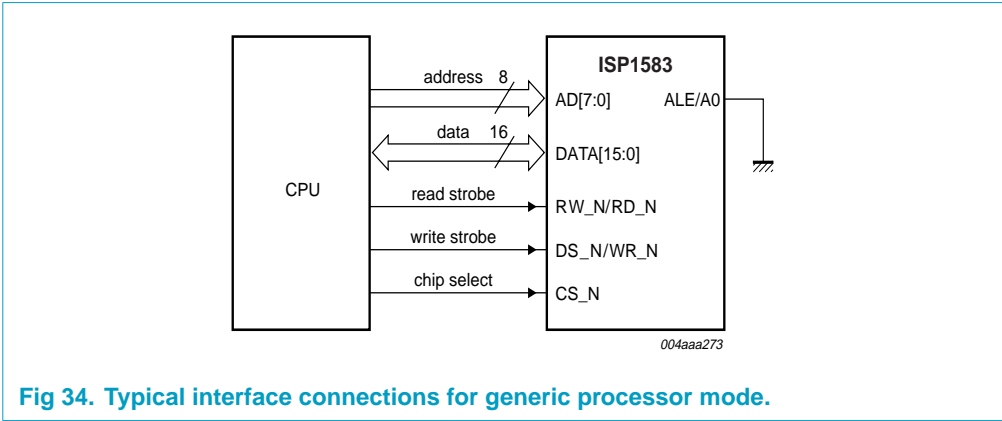 CPU
address 8
data 16
read strobe
write strobe
chip select
ISP1583
AD[7:0] ALE/A0
DATA[15:0]
RW_N/RD_N
DS_N/WR_N
CS_N
004aaa273
Fig 34. Typical interface connections for generic processor mode.